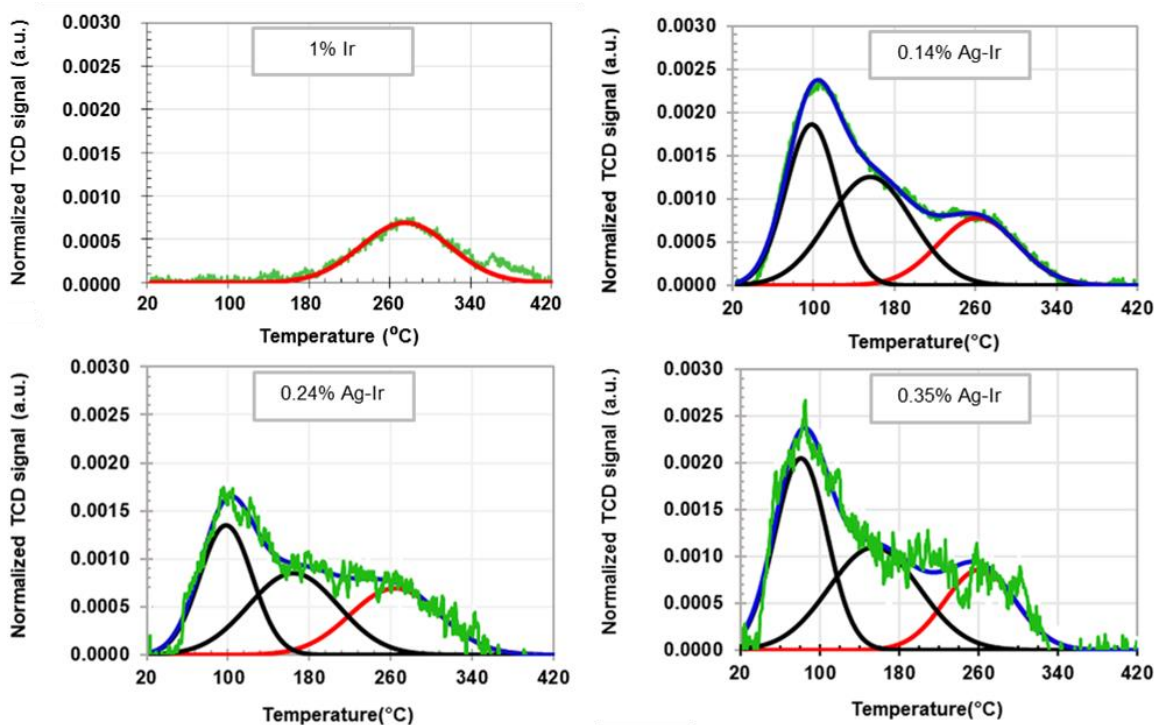 1% Ir
Normalized TCD signal (a.u.)
0.0030
0.0025
0.0020
0.0015
0.0010
0.0005
0.0000
20 100 180 260 340 420
Temperature (⁰C)
0.14% Ag-Ir
Normalized TCD signal (a.u.)
0.0030
0.0025
0.0020
0.0015
0.0010
0.0005
0.0000
20 100 180 260 340 420
Temperature(°C)
0.24% Ag-Ir
Normalized TCD signal (a.u.)
0.0030
0.0025
0.0020
0.0015
0.0010
0.0005
0.0000
20 100 180 260 340 420
Temperature(°C)
0.35% Ag-Ir
Normalized TCD signal (a.u.)
0.0030
0.0025
0.0020
0.0015
0.0010
0.0005
0.0000
20 100 180 260 340 420
Temperature(°C)